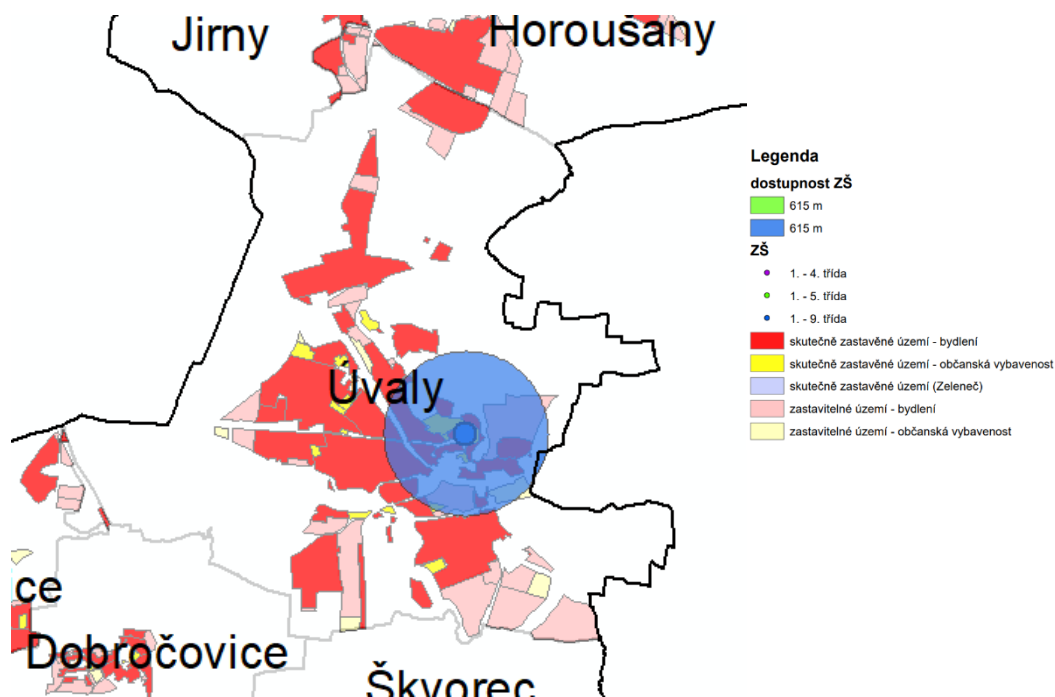 Jirny
Horoušany
Úvaly
ce
Dobročovice
Škvorec
Legenda
dostupnost ZŠ
615 m
615 m
ZŠ
1. - 4. třída
1. - 5. třída
1. - 9. třída
skutečně zastavěné území - bydlení
skutečně zastavěné území - občanská vybavenost
skutečně zastavěné území (Zeleneč)
zastavitelné území - bydlení
zastavitelné území - občanská vybavenost